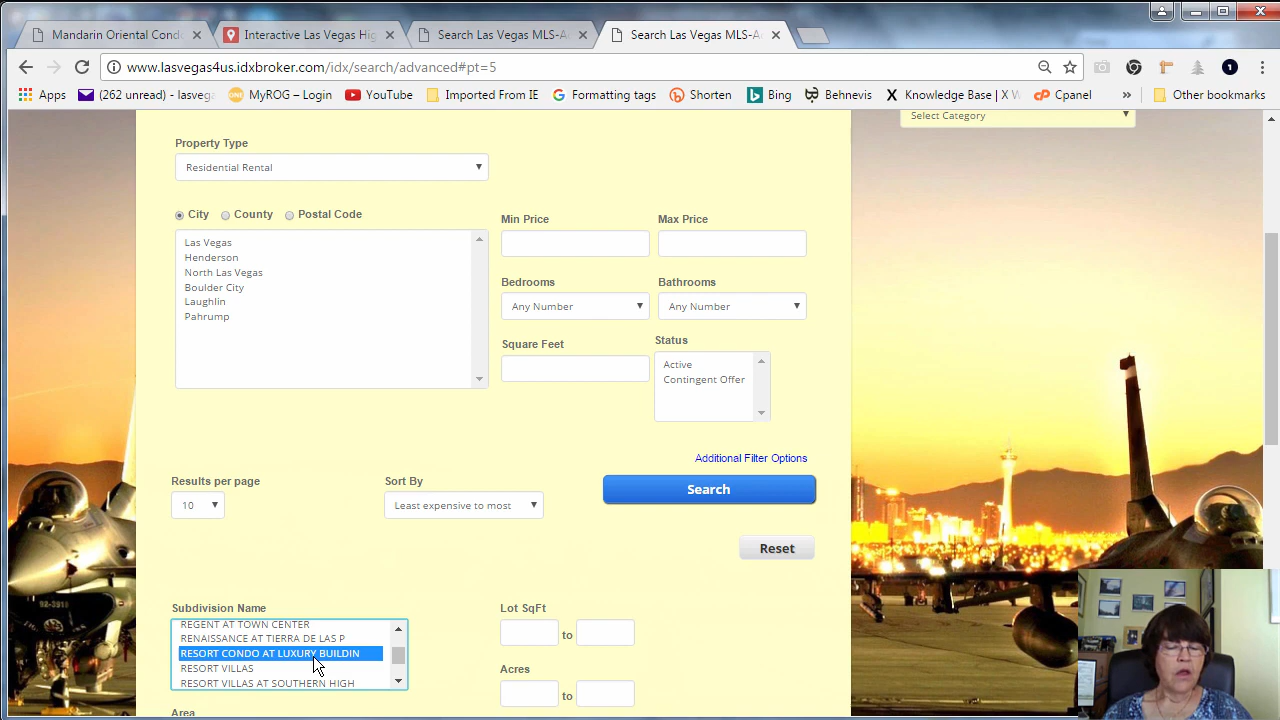 Mandarin Oriental Cond
Interactive Las Vegas Hig
Search Las Vegas MLS-A
Search Las Vegas MLS-A
www.lasvegas4us.idxbroker.com/idx/search/advanced#pt=5
1
Apps
(262 unread) - lasvega
MyROG – Login
YouTube
Imported From IE
Formatting tags
Shorte
Bing
Behnevis
Knowledge Base | X W
Cpanel
»
Other bookmarks
Select Category
Property Type
Residential Rental
City
County
Postal Code
Las Vegas
Henderson
North Las Vegas
Boulder City
Laughlin
Pahrump
Min Price
Max Price
Bedrooms
Bathrooms
Any Number
Any Number
Square Feet
Status
Active
Contingent Offer
Additional Filter Options
Results per page
Sort By
10
Least expensive to most
Search
Reset
Subdivision Name
REGENT AT TOWN CENTER
RENAISSANCE AT TIERRA DE LAS P
RESORT CONDO AT LUXURY BUILDIN
RESORT VILLAS
RESORT VILLAS AT SOUTHERN HIGH
Lot SqFt
to
Acres
to
Area